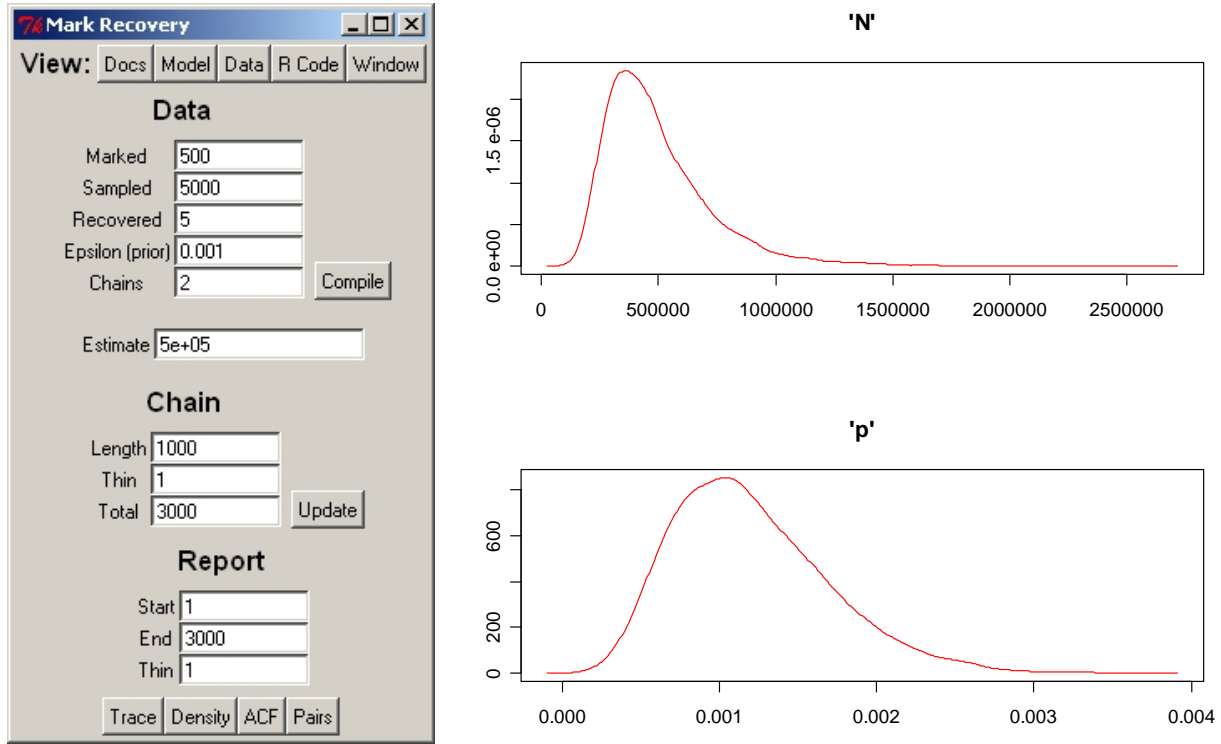 Mark Recovery
View: Docs Model Data R Code Window
Data
Marked 500
Sampled 5000
Recovered 5
Epsilon (prior) 0.001
Chains 2 Compile
Estimate 5e+05
Chain
Length 1000
Thin 1
Total 3000 Update
Report
Start 1
End 3000
Thin 1
Trace Density ACF Pairs
'N'
1.5 e-06
0.0 e+00
0 500000 1000000 1500000 2000000 2500000
'p'
600
200
0
0.000 0.001 0.002 0.003 0.004